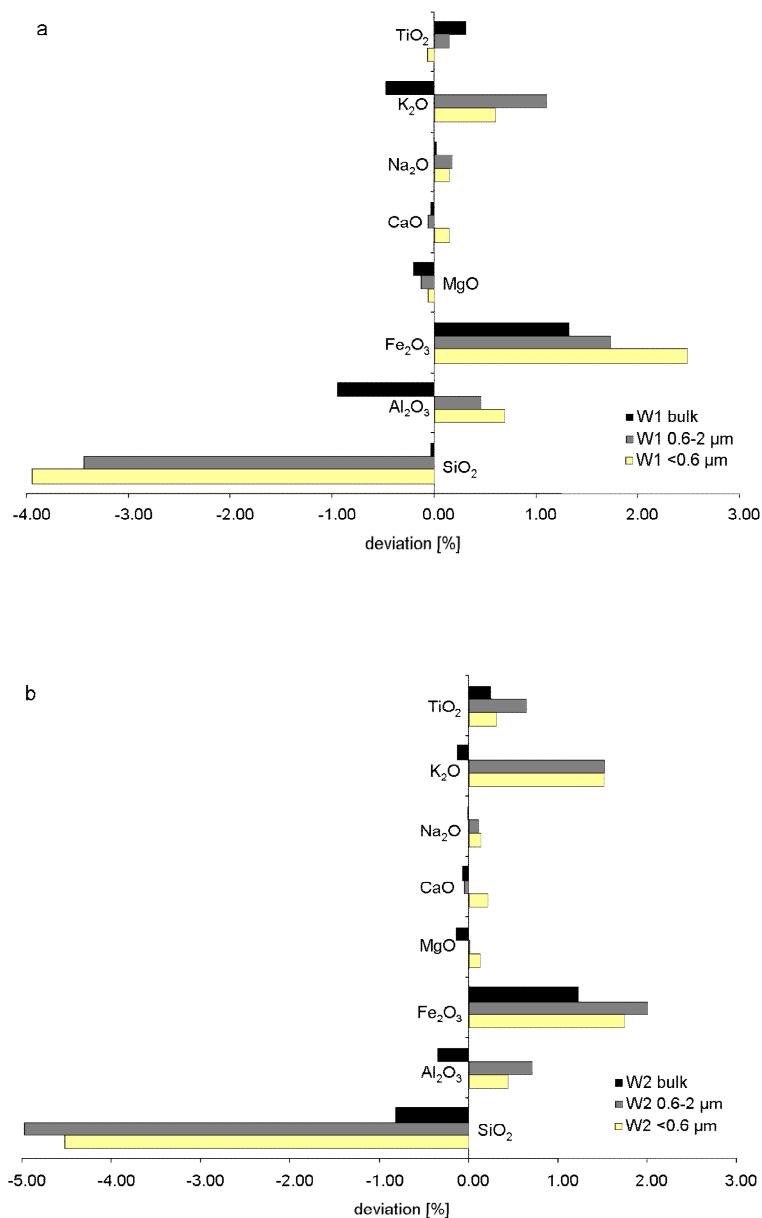 a
TiO₂
K₂O
Na₂O
CaO
MgO
Fe₂O₃
Al₂O₃
SiO₂
W1 bulk
W1 0.6-2 µm
W1 <0.6 µm
-4.00 -3.00 -2.00 -1.00 0.00 1.00 2.00 3.00
deviation [%]
b
TiO₂
K₂O
Na₂O
CaO
MgO
Fe₂O₃
Al₂O₃
SiO₂
W2 bulk
W2 0.6-2 µm
W2 <0.6 µm
-5.00 -4.00 -3.00 -2.00 -1.00 0.00 1.00 2.00 3.00
deviation [%]